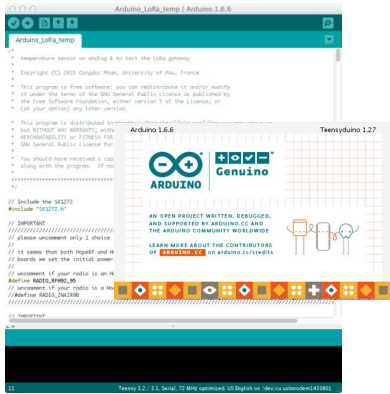 Arduino_LoRa_temp | Arduino 1.6.6
Arduino_LoRa_temp
/*
* temperature sensor on analog 8 to test the LoRa gateway
*
* Copyright (C) 2015 Congduc Pham, University of Pau, France
*
* This program is free software: you can redistribute it and/or modify
* it under the terms of the GNU General Public License as published by
* the Free Software Foundation, either version 3 of the License, or
* (at your option) any later version.
*
* This program is distributed
* but WITHOUT ANY WARRANTY;
* MERCHANTABILITY or FITNESS FOR
* GNU General Public License for
*
* You should have received a cop
* along with the program. If no
*
*/
Arduino 1.6.6
Teensyduino 1.27
ARDUINO
Genuino
AN OPEN PROJECT WRITTEN, DEBUGGED,
AND SUPPORTED BY ARDUINO.CC AND
THE ARDUINO COMMUNITY WORLDWIDE
LEARN MORE ABOUT THE CONTRIBUTORS
OF ARDUINO.CC on arduino.cc/credits
// Include the SX1272
#include "SX1272.h"
// IMPORTANT
// please uncomment only 1 choice
//
// it seems that both HopeRF and H
// boards we set the initial power
//
// uncomment if your radio is an H
#define RADIO_RFM92_95
// uncomment if your radio is a Mo
//#define RADIO_INAIR9B
// IMPORTANT
11
Teensy 3.2 / 3.1, Serial, 72 MHz optimized, US English on /dev/cu.usbmodem1433801